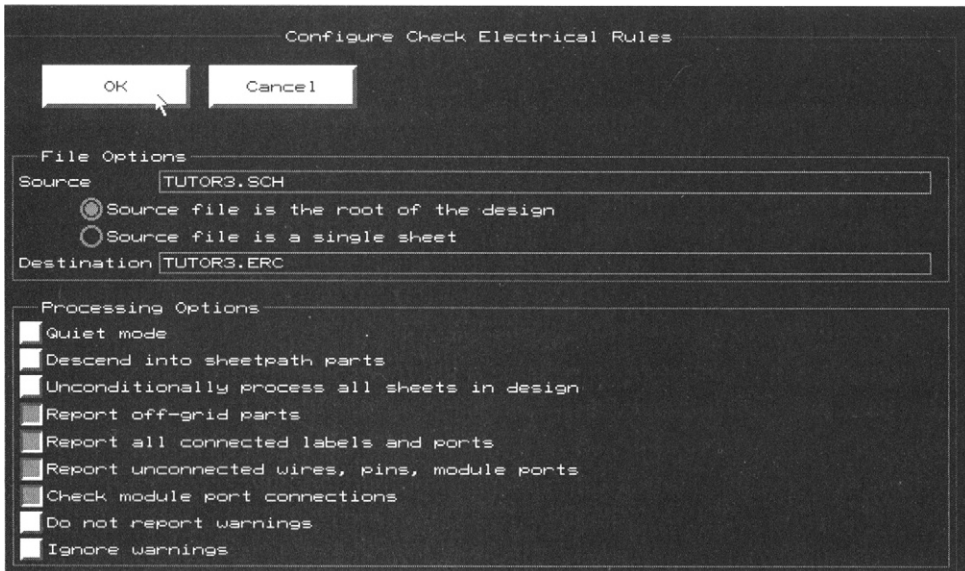 Configure Check Electrical Rules
OK Cancel
File Options
Source TUTOR3.SCH
Source file is the root of the design
Source file is a single sheet
Destination TUTOR3.ERC
Processing Options
Quiet mode
Descend into sheetpath parts
Unconditionally process all sheets in design
Report off-grid parts
Report all connected labels and ports
Report unconnected wires, pins, module ports
Check module port connections
Do not report warnings
Ignore warnings